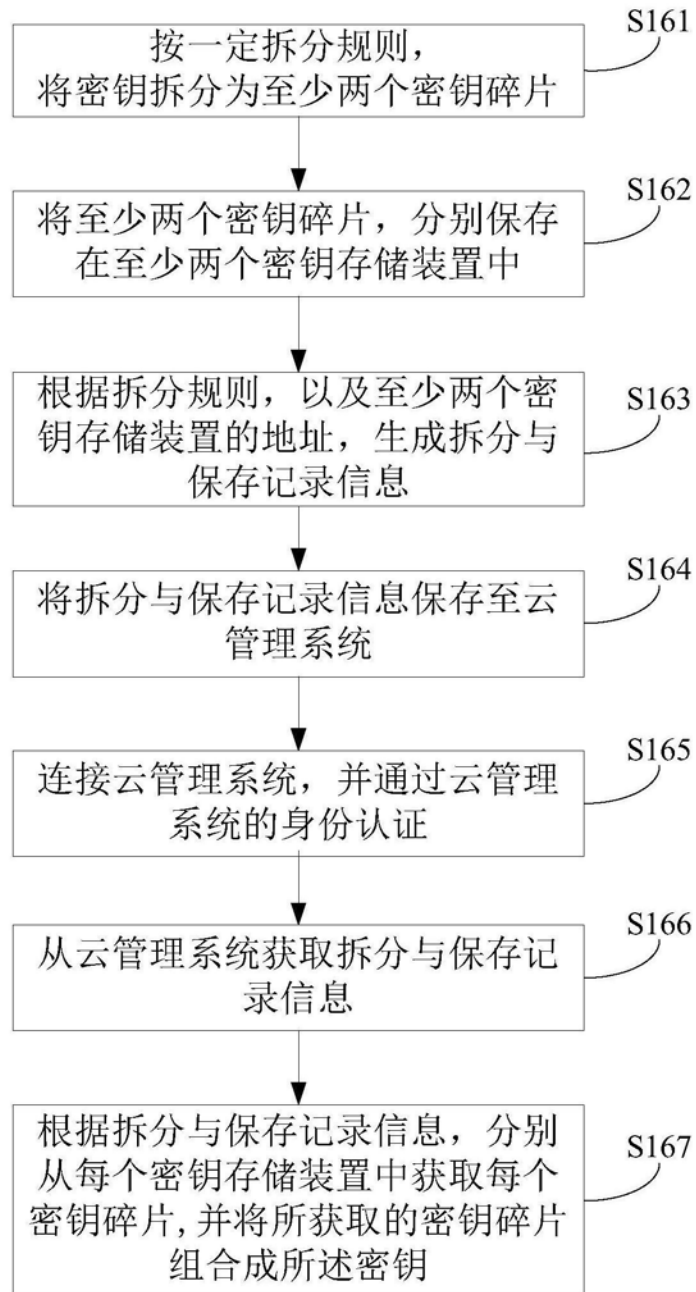 S161
按一定拆分规则，
将密钥拆分为至少两个密钥碎片
S162
将至少两个密钥碎片，分别保存
在至少两个密钥存储装置中
S163
根据拆分规则，以及至少两个密
钥存储装置的地址，生成拆分与
保存记录信息
S164
将拆分与保存记录信息保存至云
管理系统
S165
连接云管理系统，并通过云管理
系统的身份认证
S166
从云管理系统获取拆分与保存记
录信息
S167
根据拆分与保存记录信息，分别
从每个密钥存储装置中获取每个
密钥碎片,并将所获取的密钥碎片
组合成所述密钥